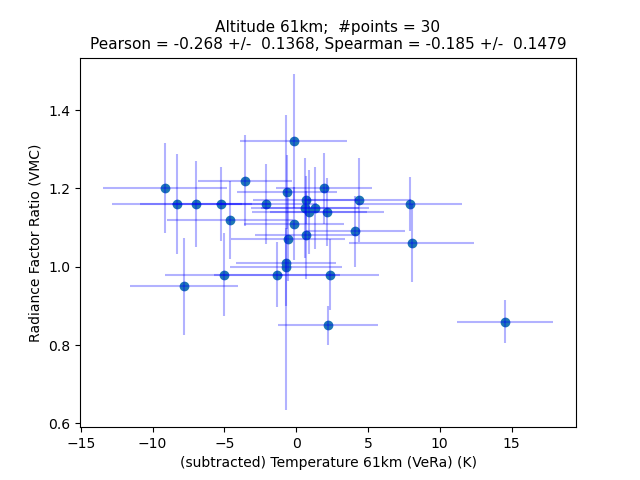 Altitude 61km;  #points = 30
Pearson = -0.268 +/-  0.1368, Spearman = -0.185 +/-  0.1479
Radiance Factor Ratio (VMC)
1.4
1.2
1.0
0.8
0.6
−15 −10 −5 0 5 10 15
(subtracted) Temperature 61km (VeRa) (K)